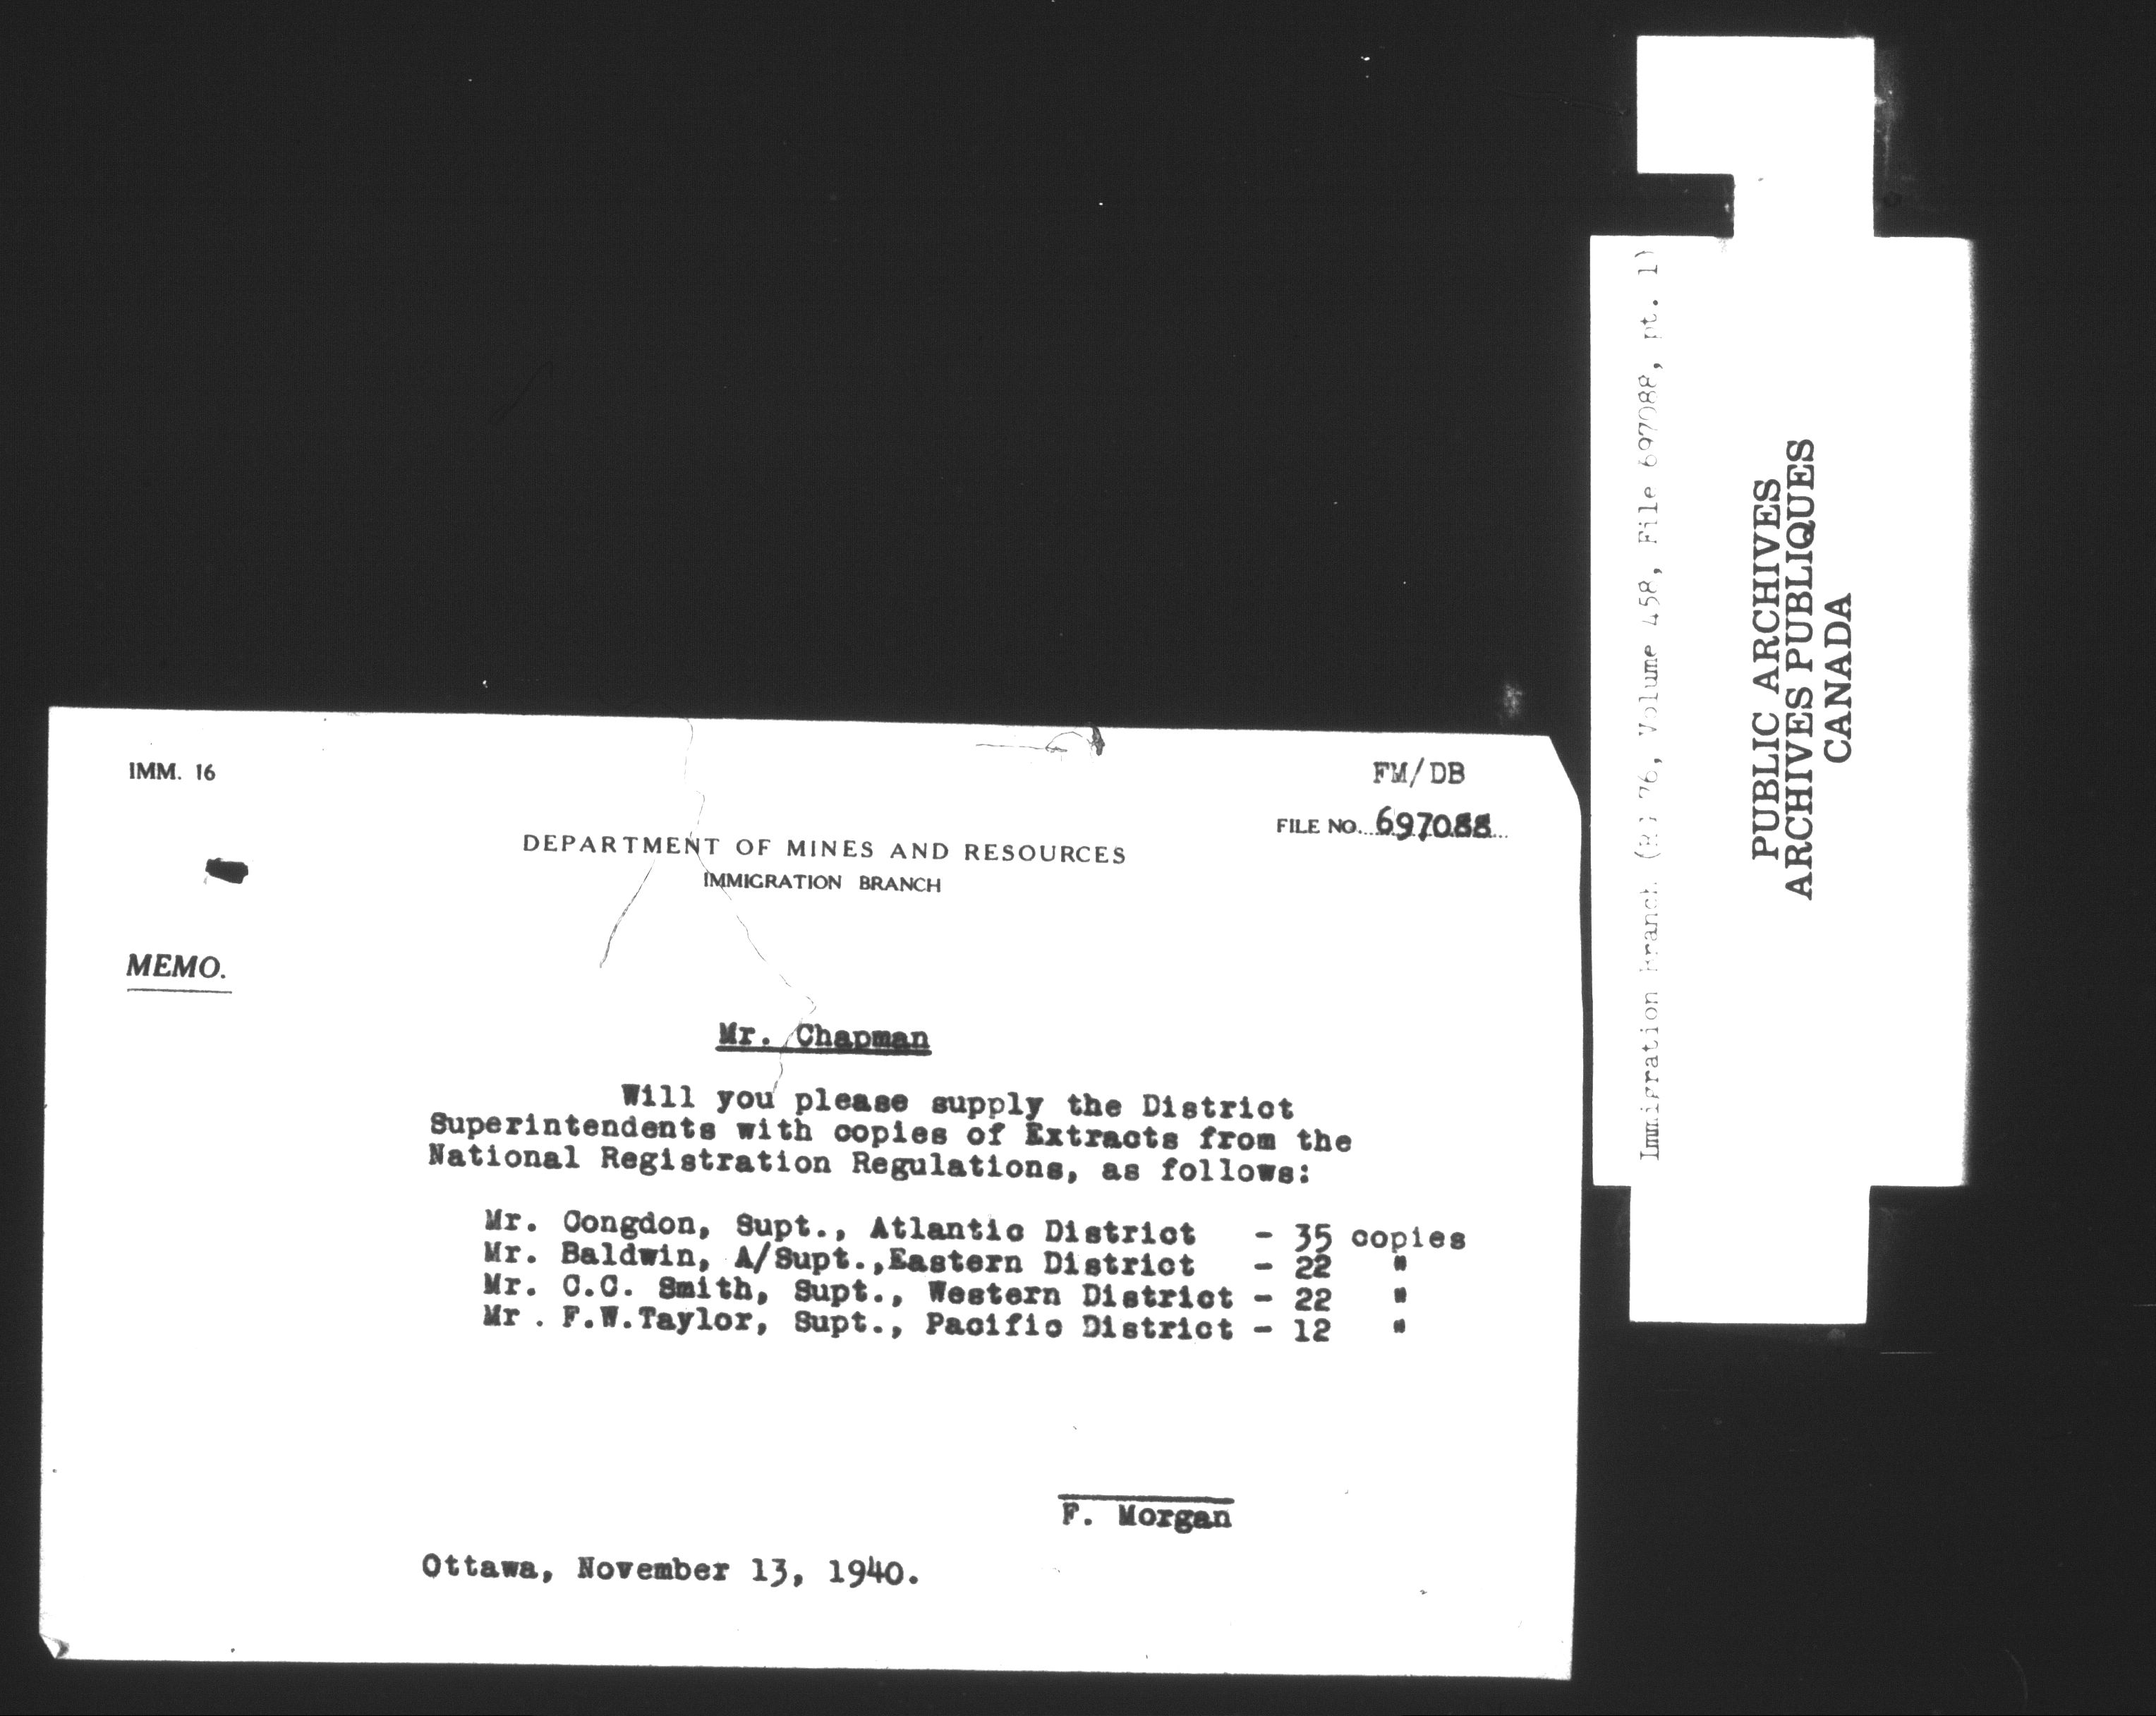 IMM. 16
FM/DB
FILE NO. 697088
DEPARTMENT OF MINES AND RESOURCES
IMMIGRATION BRANCH
MEMO.
Mr. Chapman
Will you please supply the District
Superintendents with copies of Extracts from the
National Registration Regulations, as follows:
Mr. Congdon, Supt., Atlantic District - 35 copies
Mr. Baldwin, A/Supt.,Eastern District - 22 "
Mr. C.C. Smith, Supt., Western District - 22 "
Mr . F.W.Taylor, Supt., Pacific District - 12 "
F. Morgan
Ottawa, November 13, 1940.
Immigration Branch (RG 76, Volume 458, File 697088, pt. 1)
PUBLIC ARCHIVES
ARCHIVES PUBLIQUES
CANADA